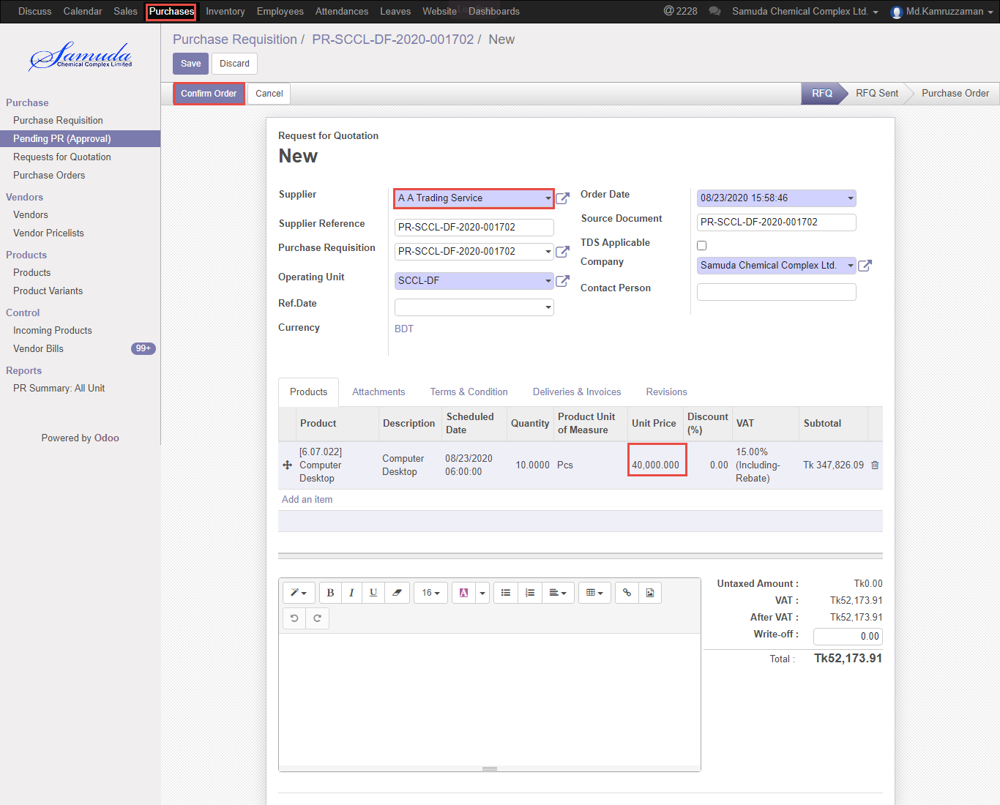 Discuss Calendar Sales Purchases Inventory Employees Attendances Leaves Website Dashboards @ 2228 Samuda Chemical Complex Ltd. Md.Kamruzzaman
Samuda
Chemical Complex Limited
Purchase
Purchase Requisition
Pending PR (Approval)
Requests for Quotation
Purchase Orders
Vendors
Vendors
Vendor Pricelists
Products
Products
Product Variants
Control
Incoming Products
Vendor Bills 99+
Reports
PR Summary: All Unit
Powered by Odoo
Purchase Requisition / PR-SCCL-DF-2020-001702 / New
Save Discard
Confirm Order Cancel RFQ RFQ Sent Purchase Order
Request for Quotation
New
Supplier A A Trading Service
Supplier Reference PR-SCCL-DF-2020-001702
Purchase Requisition PR-SCCL-DF-2020-001702
Operating Unit SCCL-DF
Ref.Date
Currency BDT
Order Date 08/23/2020 15:58:46
Source Document PR-SCCL-DF-2020-001702
TDS Applicable
Company Samuda Chemical Complex Ltd.
Contact Person
Products Attachments Terms & Condition Deliveries & Invoices Revisions
Product Description Scheduled Date Quantity Product Unit of Measure Unit Price Discount (%) VAT Subtotal
[6.07.022] Computer Desktop Computer Desktop 08/23/2020 06:00:00 10.0000 Pcs 40,000.000 0.00 15.00% (Including-Rebate) Tk 347,826.09
Add an item
B I U 16 A
Untaxed Amount : Tk0.00
VAT : Tk52,173.91
After VAT : Tk52,173.91
Write-off : 0.00
Total : Tk52,173.91